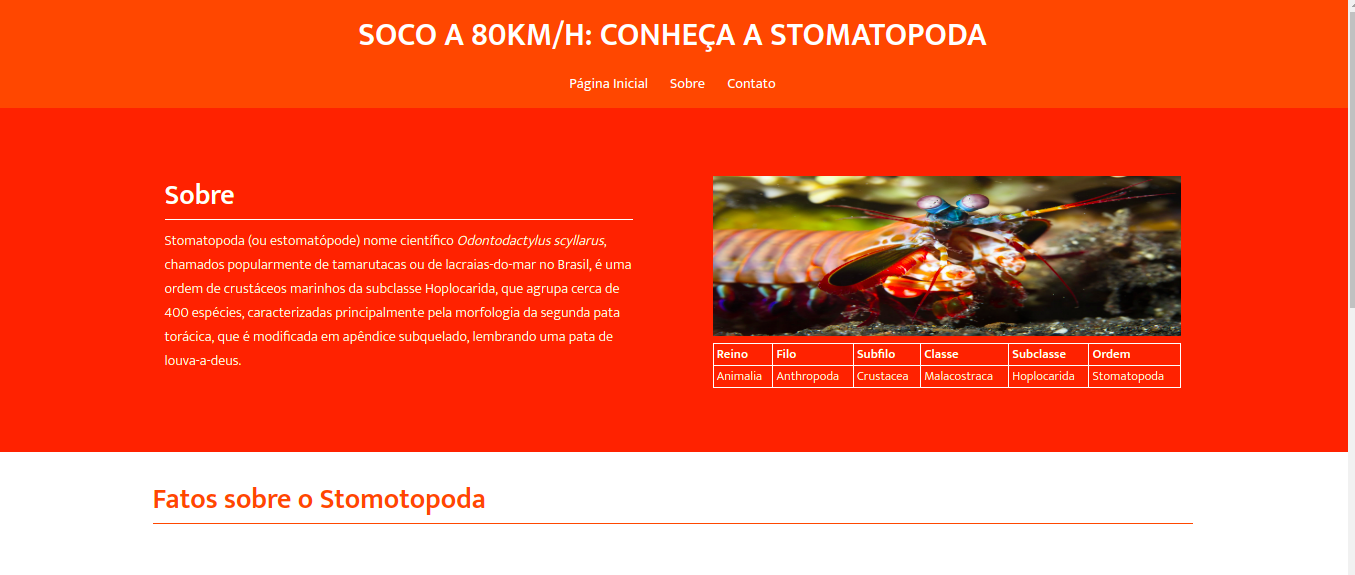 SOCO A 80KM/H: CONHEÇA A STOMATOPODA
Página Inicial Sobre Contato
Sobre
Stomatopoda (ou estomatópode) nome científico Odontodactylus scyllarus,
chamados popularmente de tamarutacas ou de lacraias-do-mar no Brasil, é uma
ordem de crustáceos marinhos da subclasse Hoplocarida, que agrupa cerca de
400 espécies, caracterizadas principalmente pela morfologia da segunda pata
torácica, que é modificada em apêndice subquelado, lembrando uma pata de
louva-a-deus.
Reino Filo Subfilo Classe Subclasse Ordem
Animalia Anthropoda Crustacea Malacostraca Hoplocarida Stomatopoda
Fatos sobre o Stomotopoda